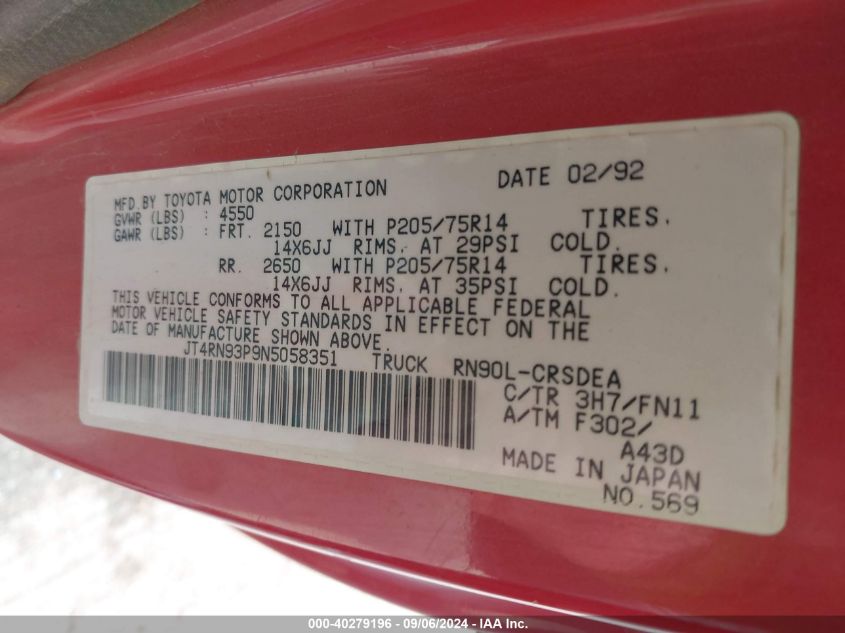 MFD.BY TOYOTA MOTOR CORPORATION DATE 02/92
GVWR (LBS) : 4550
GAWR (LBS) : FRT. 2150 WITH P205/75R14 TIRES.
14X6JJ RIMS. AT 29PSI COLD.
RR. 2650 WITH P205/75R14 TIRES.
14X6JJ RIMS. AT 35PSI COLD.
THIS VEHICLE CONFORMS TO ALL APPLICABLE FEDERAL
MOTOR VEHICLE SAFETY STANDARDS IN EFFECT ON THE
DATE OF MANUFACTURE SHOWN ABOVE.
JT4RN93P9N5058351 TRUCK RN90L-CRSDEA
C/TR 3H7/FN11
A/TM F302/
A43D
MADE IN JAPAN
NO.569
000-40279196 - 09/06/2024 - IAA Inc.